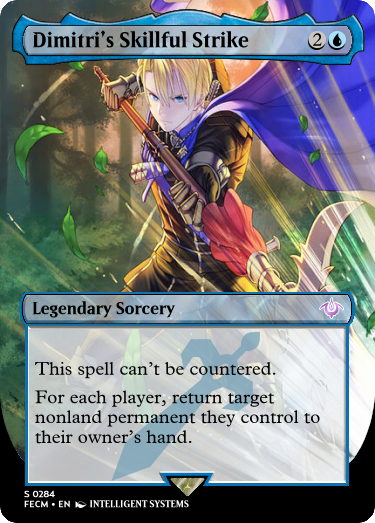 Dimitri's Skillful Strike 2
Legendary Sorcery
This spell can't be countered.
For each player, return target
nonland permanent they control to
their owner's hand.
S 0284
FECM • EN INTELLIGENT SYSTEMS